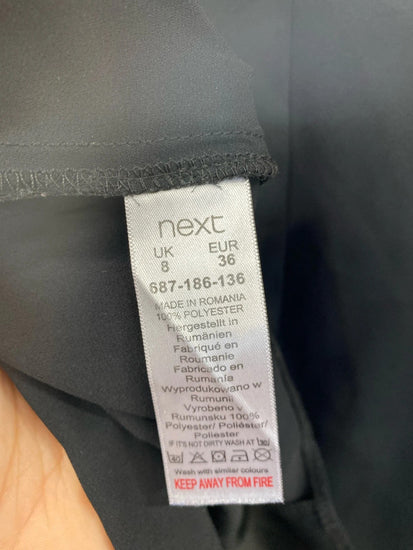 next
UK EUR
8 36
687-186-136
MADE IN ROMANIA
100% POLYESTER
Hergestellt in
Rumänien
Fabriqué en
Roumanie
Fabricado en
Rumanía
Wyprodukowano w
Rumunii
Vyrobeno v
Rumunsku 100%
Polyester/ Poliéster/
Poliester
IF IT'S NOT DIRTY WASH AT 30
Wash with similar colours
KEEP AWAY FROM FIRE